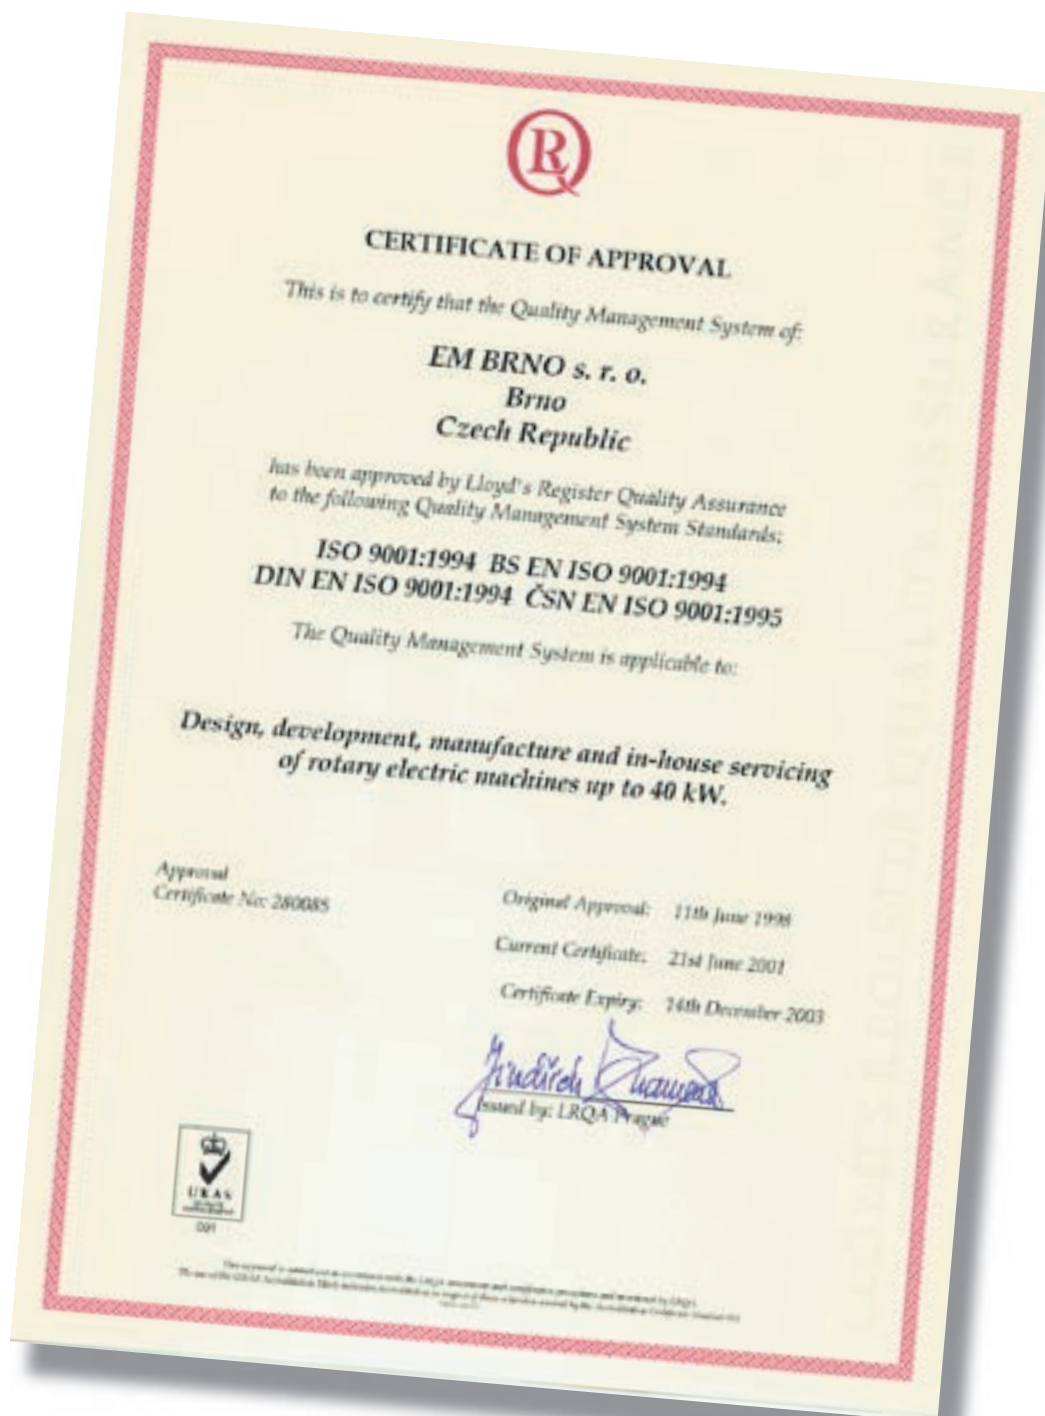 LRQ
CERTIFICATE OF APPROVAL
This is to certify that the Quality Management System of:
EM BRNO s. r. o.
Brno
Czech Republic
has been approved by Lloyd's Register Quality Assurance
to the following Quality Management System Standards:
ISO 9001:1994 BS EN ISO 9001:1994
DIN EN ISO 9001:1994 ČSN EN ISO 9001:1995
The Quality Management System is applicable to:
Design, development, manufacture and in-house servicing
of rotary electric machines up to 40 kW.
Approval
Certificate No: 280085
Original Approval: 11th June 1998
Current Certificate: 21st June 2001
Certificate Expiry: 14th December 2003
Jindřich
Issued by: LRQA Prague
UKAS
001